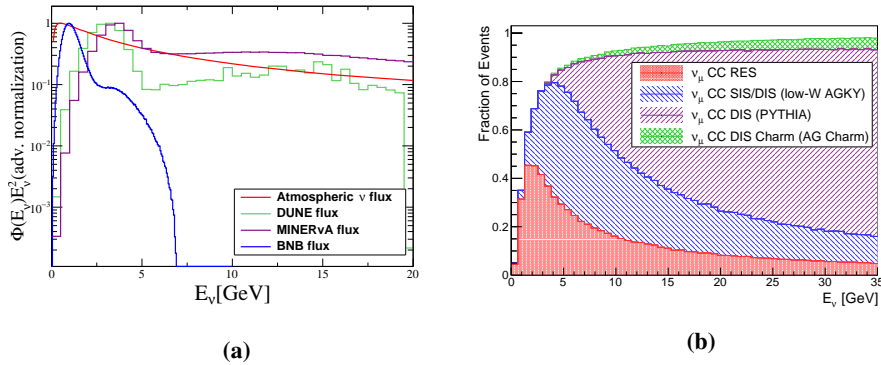 Φ(E_ν)E_ν^2(adv. normalization)
1
10^-1
10^-2
10^-3
Atmospheric ν flux
DUNE flux
MINERνA flux
BNB flux
0 5 10 15 20
E_ν[GeV]
(a)
Fraction of Events
1
0.8
0.6
0.4
0.2
0
ν_μ CC RES
ν_μ CC SIS/DIS (low-W AGKY)
ν_μ CC DIS (PYTHIA)
ν_μ CC DIS Charm (AG Charm)
0 5 10 15 20 25 30 35
E_ν [GeV]
(b)